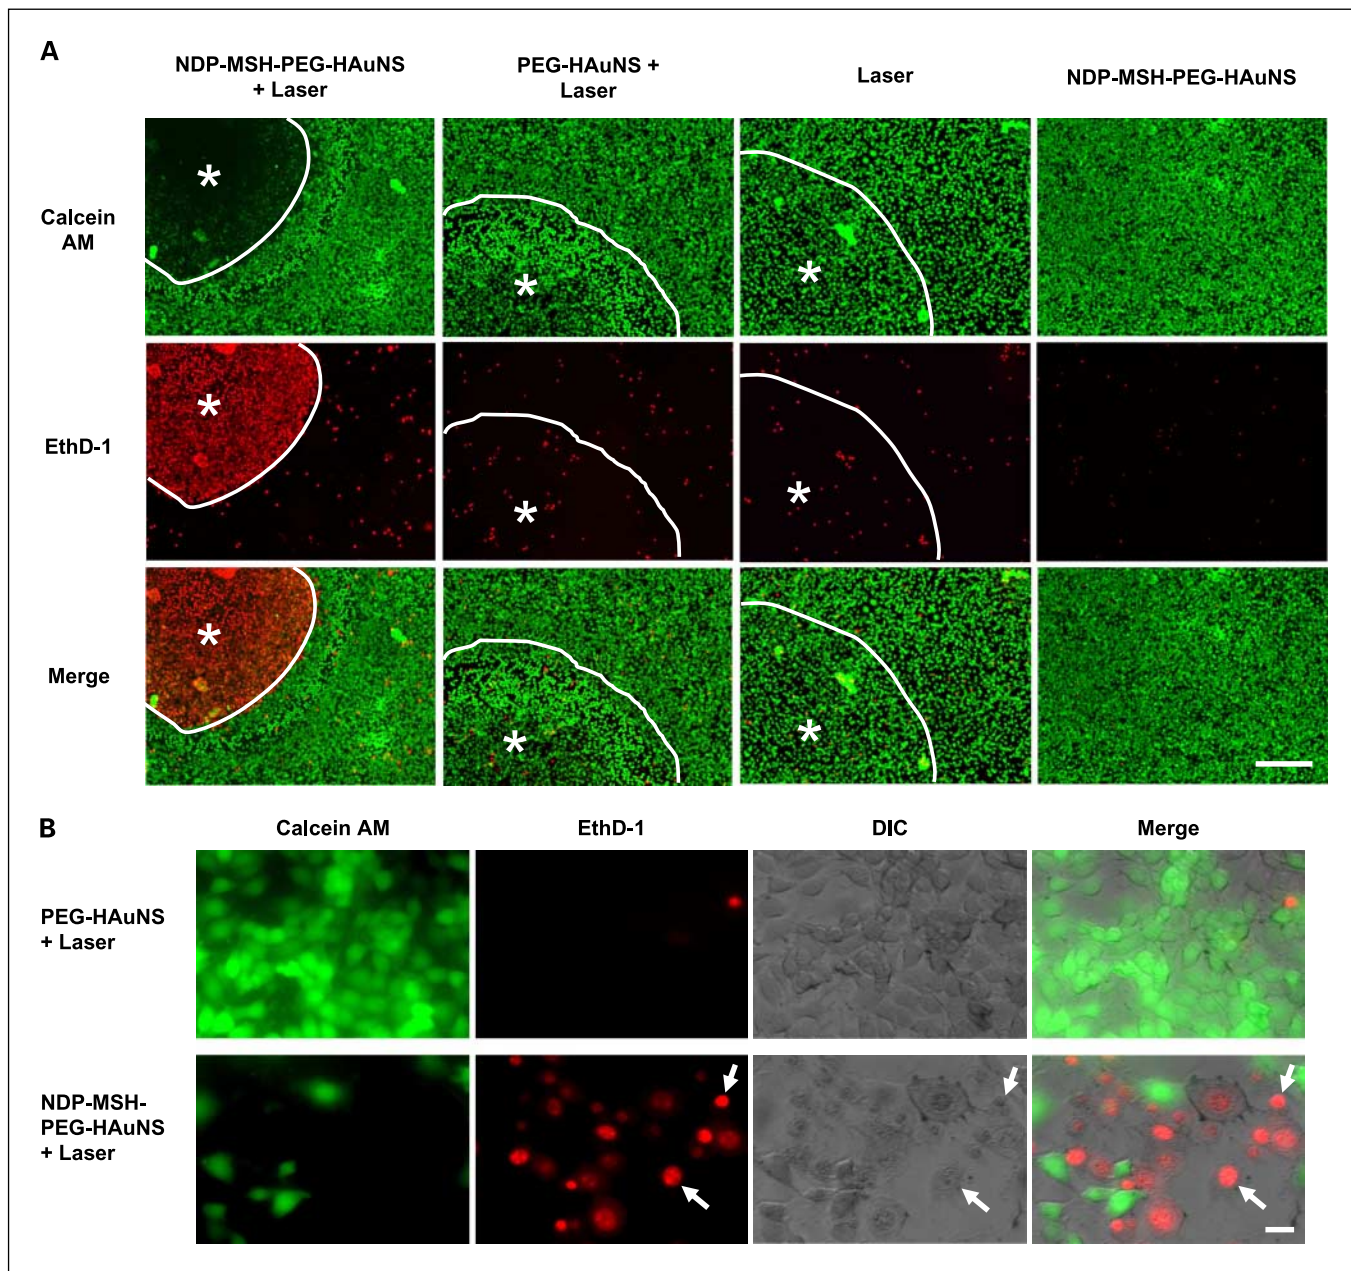 A
NDP-MSH-PEG-HAuNS
+ Laser
PEG-HAuNS +
Laser
Laser
NDP-MSH-PEG-HAuNS
Calcein
AM
*
*
*
EthD-1
*
*
*
Merge
*
*
*
B
Calcein AM
EthD-1
DIC
Merge
PEG-HAuNS
+ Laser
NDP-MSH-
PEG-HAuNS
+ Laser